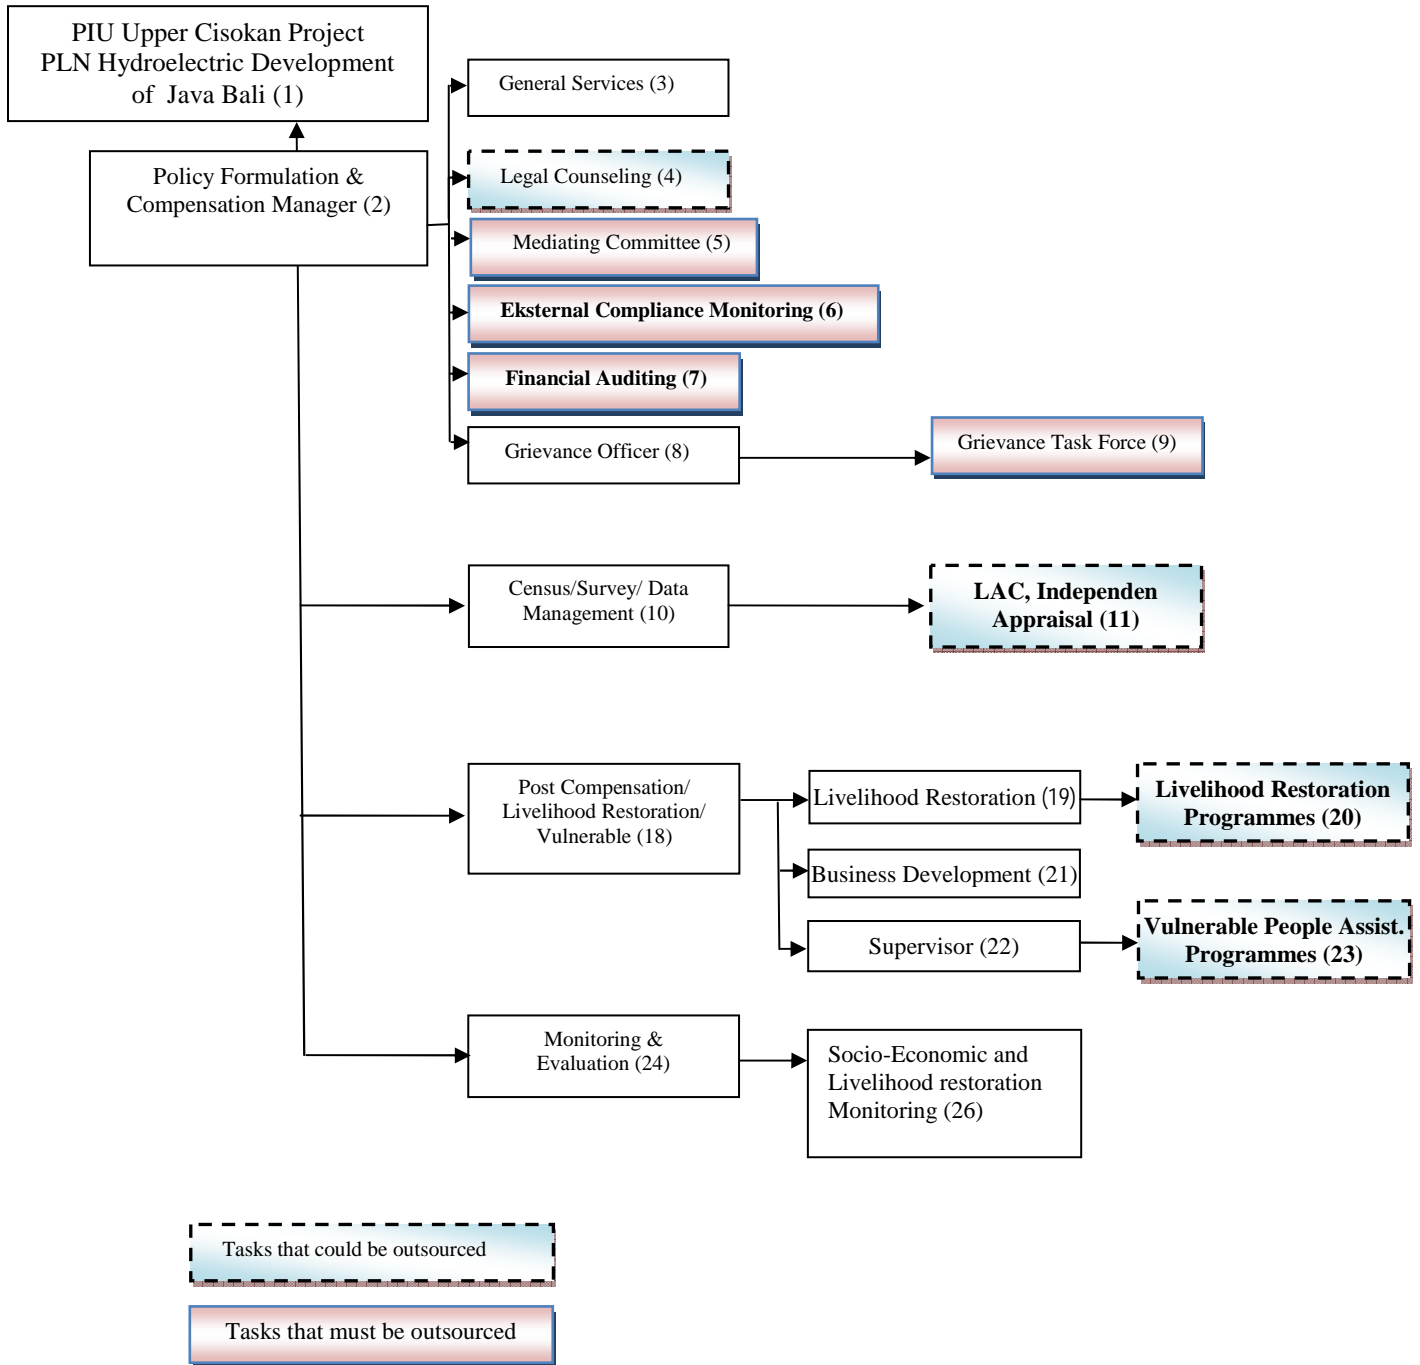 PIU Upper Cisokan Project
PLN Hydroelectric Development
of Java Bali (1)
Policy Formulation &
Compensation Manager (2)
General Services (3)
Legal Counseling (4)
Mediating Committee (5)
Eksternal Compliance Monitoring (6)
Financial Auditing (7)
Grievance Officer (8)
Grievance Task Force (9)
Census/Survey/ Data
Management (10)
LAC, Independen
Appraisal (11)
Post Compensation/
Livelihood Restoration/
Vulnerable (18)
Livelihood Restoration (19)
Livelihood Restoration
Programmes (20)
Business Development (21)
Supervisor (22)
Vulnerable People Assist.
Programmes (23)
Monitoring &
Evaluation (24)
Socio-Economic and
Livelihood restoration
Monitoring (26)
Tasks that could be outsourced
Tasks that must be outsourced